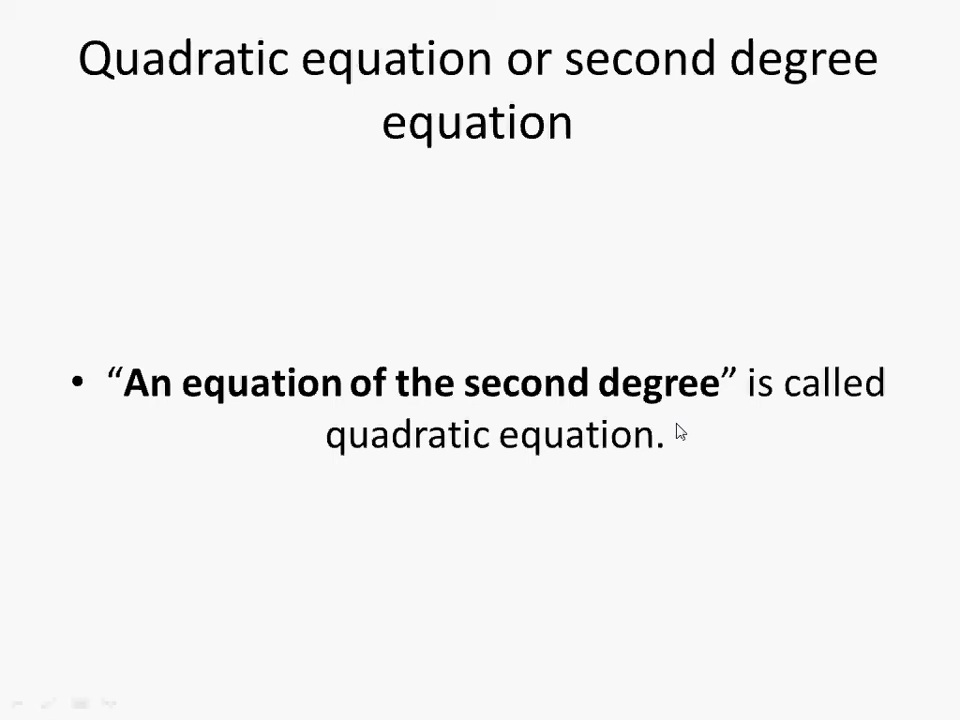 Quadratic equation or second degree
equation
• “An equation of the second degree” is called
quadratic equation.